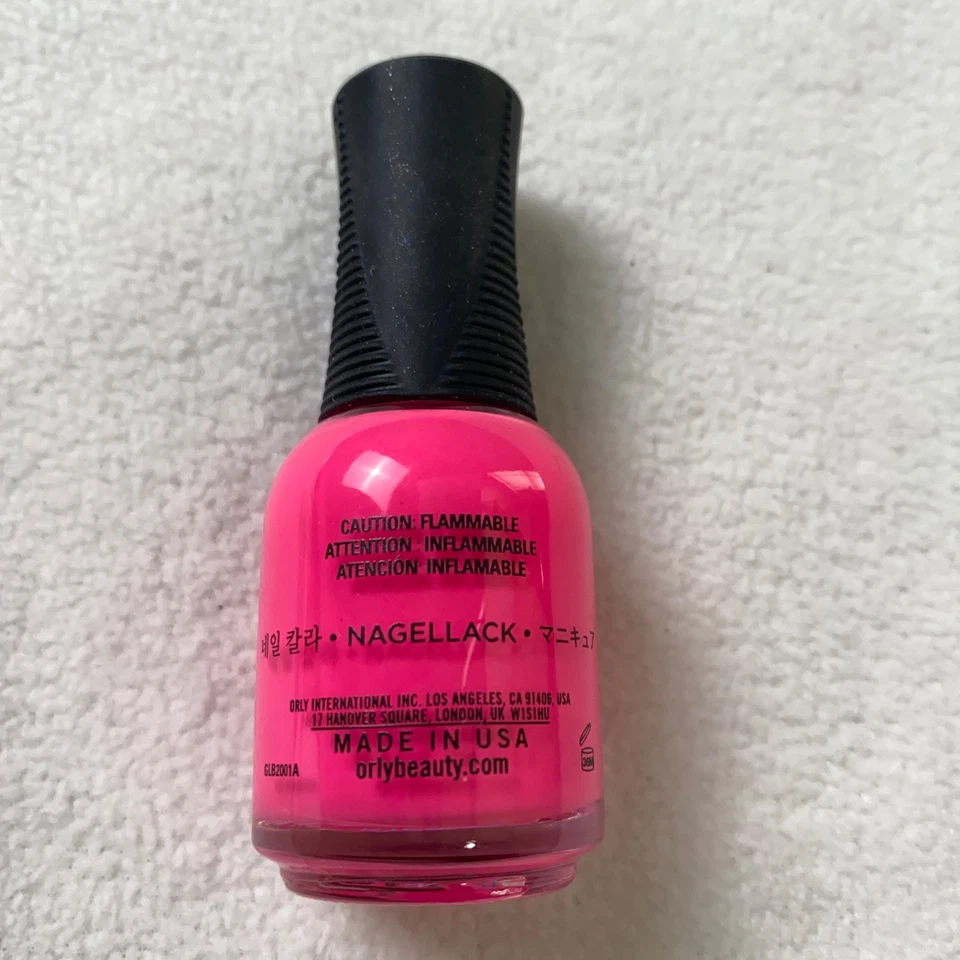 CAUTION: FLAMMABLE
ATTENTION : INFLAMMABLE
ATENCIÓN: INFLAMABLE
네일 칼라 • NAGELLACK • マニキュア
ORLY INTERNATIONAL INC. LOS ANGELES, CA 91406, USA
17 HANOVER SQUARE, LONDON, UK W1S1HU
MADE IN USA
orlybeauty.com
GLB2001A
36M